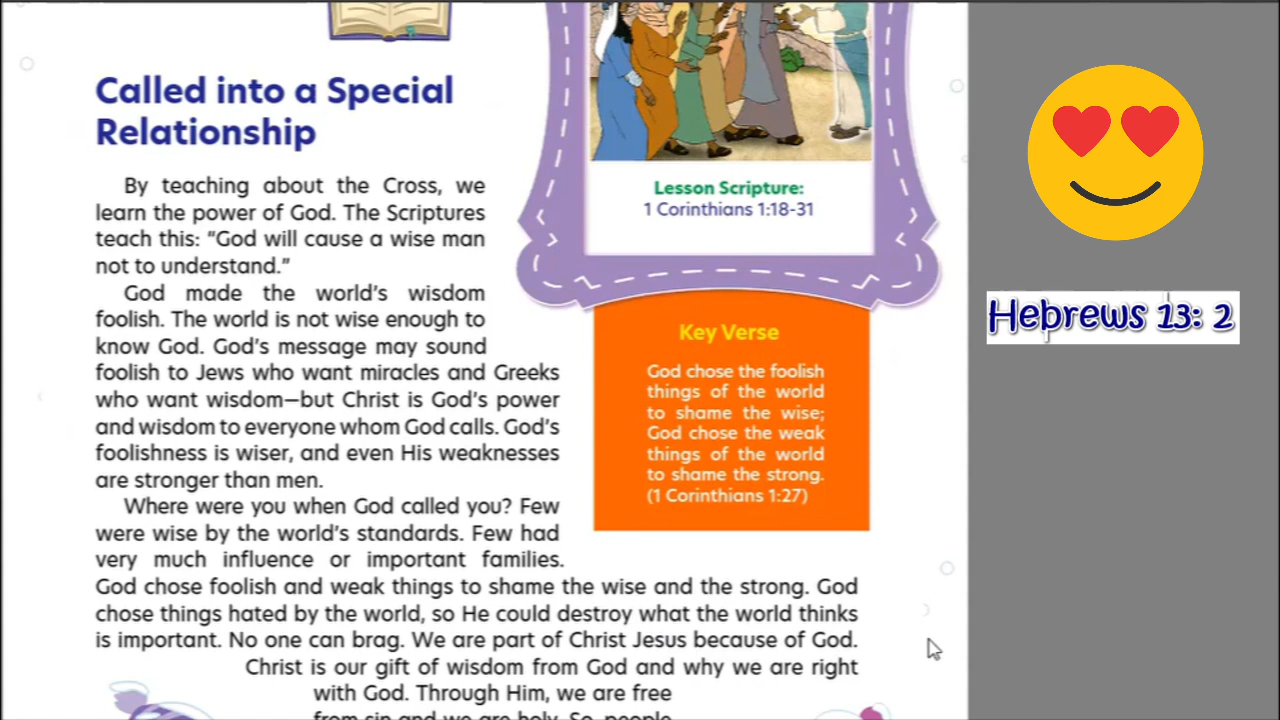 Called into a Special
Relationship
By teaching about the Cross, we
learn the power of God. The Scriptures
teach this: “God will cause a wise man
not to understand.”
God made the world’s wisdom
foolish. The world is not wise enough to
know God. God’s message may sound
foolish to Jews who want miracles and Greeks
who want wisdom—but Christ is God’s power
and wisdom to everyone whom God calls. God’s
foolishness is wiser, and even His weaknesses
are stronger than men.
Where were you when God called you? Few
were wise by the world’s standards. Few had
very much influence or important families.
God chose foolish and weak things to shame the wise and the strong. God
chose things hated by the world, so He could destroy what the world thinks
is important. No one can brag. We are part of Christ Jesus because of God.
Christ is our gift of wisdom from God and why we are right
with God. Through Him, we are free
from sin and we are holy. So, people
Lesson Scripture:
1 Corinthians 1:18-31
Key Verse
God chose the foolish
things of the world
to shame the wise;
God chose the weak
things of the world
to shame the strong.
(1 Corinthians 1:27)
Hebrews 13: 2